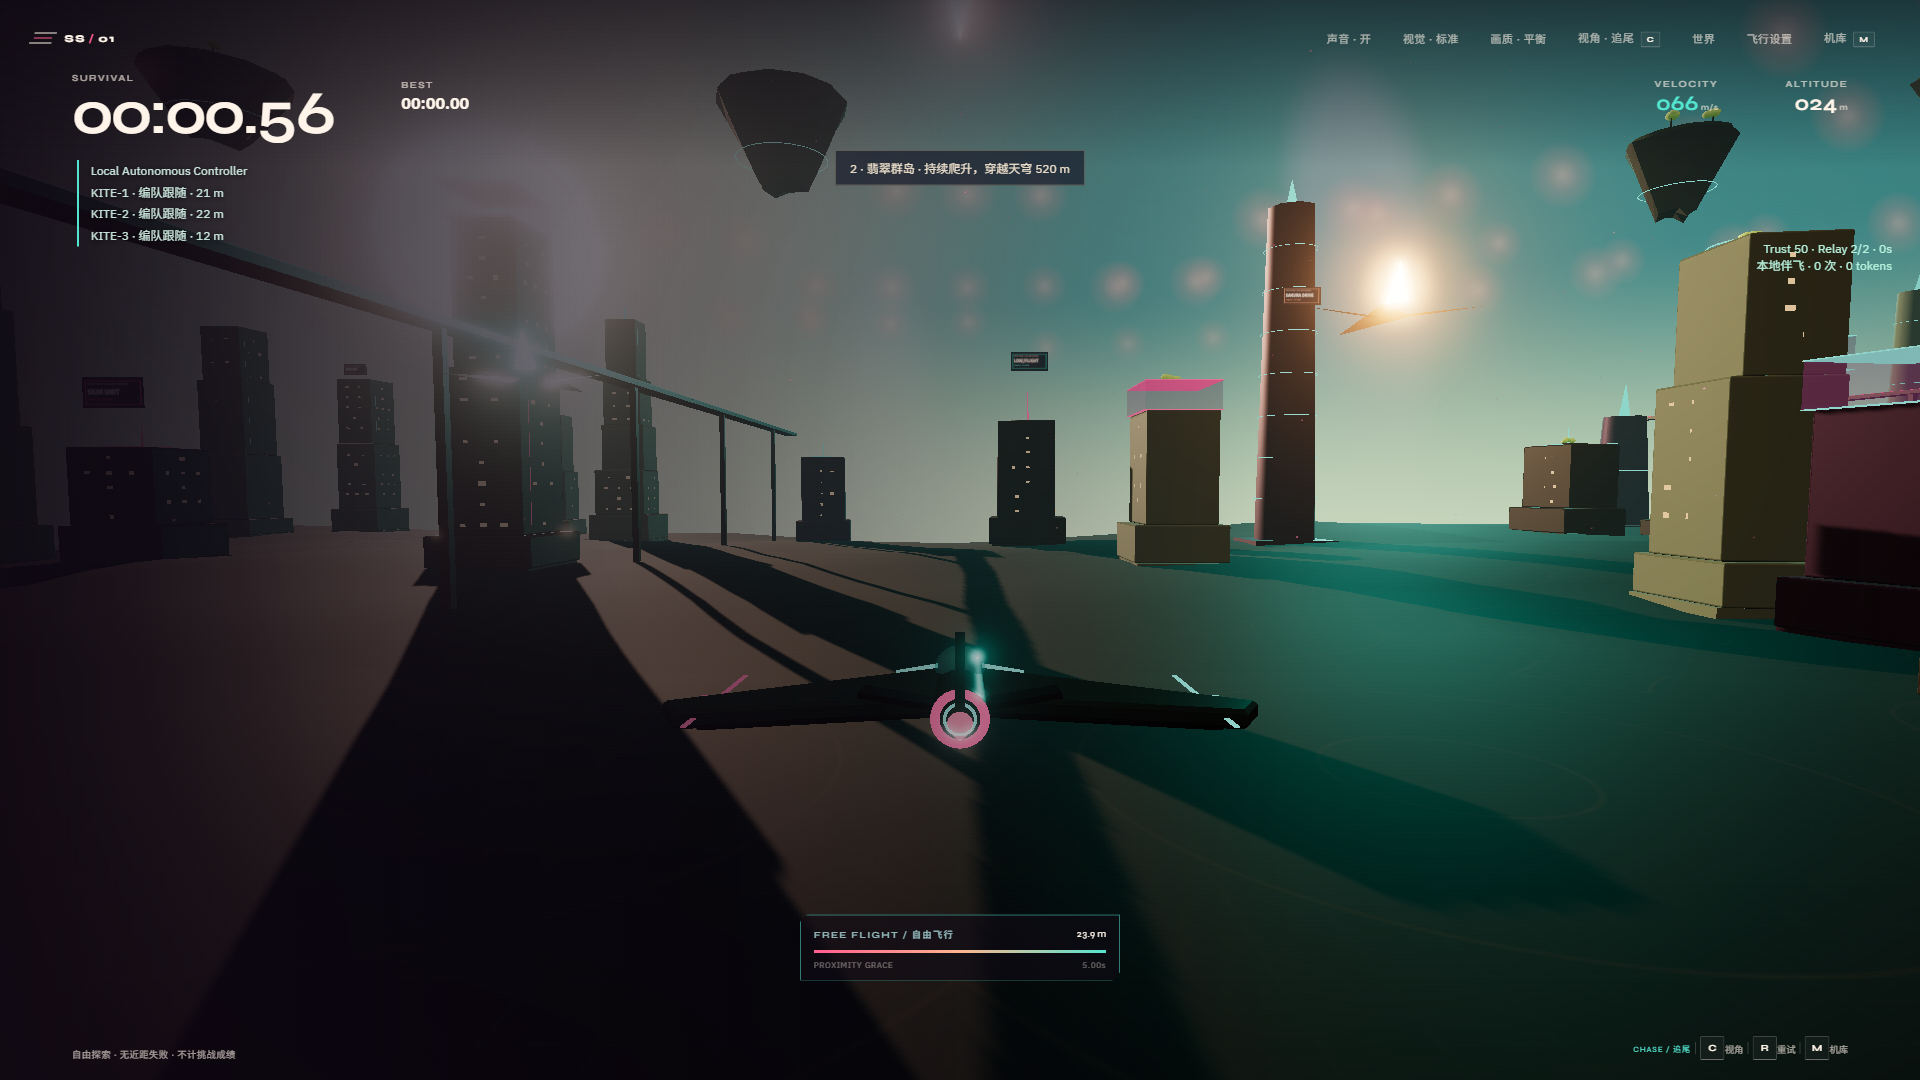 SS / 01
声音 · 开
视觉 · 标准
画质 · 平衡
视角 · 追尾 C
世界
飞行设置
机库 M
SURVIVAL
00:00.56
BEST
00:00.00
VELOCITY
066 m/s
ALTITUDE
024 m
Local Autonomous Controller
KITE-1 · 编队跟随 · 21 m
KITE-2 · 编队跟随 · 22 m
KITE-3 · 编队跟随 · 12 m
2 · 翡翠群岛 · 持续爬升，穿越天穹 520 m
Trust 50 · Relay 2/2 · 0s
本地伴飞 · 0 次 · 0 tokens
FREE FLIGHT / 自由飞行
23.9 m
PROXIMITY GRACE
5.00s
自由探索 · 无近距失败 · 不计挑战成绩
CHASE / 追尾 C 视角 R 重试 M 机库